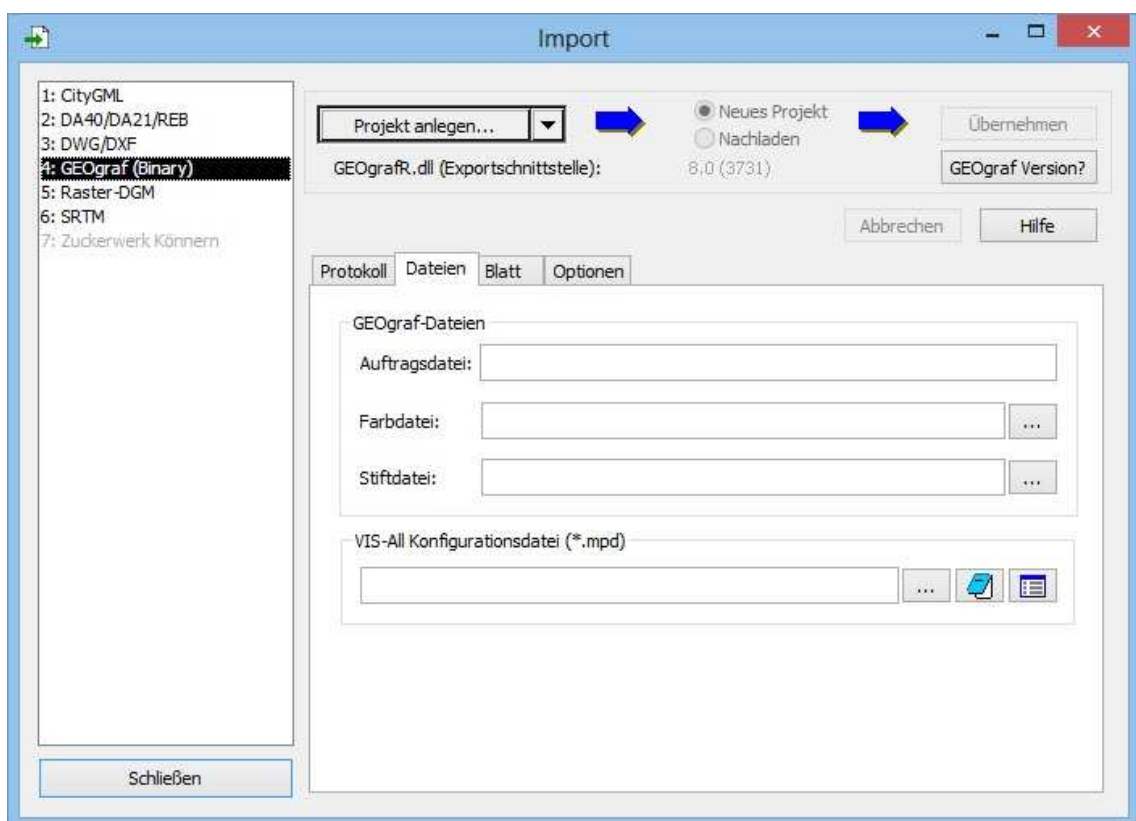 Import
1: CityGML
2: DA40/DA21/REB
3: DWG/DXF
4: GEOgraf (Binary)
5: Raster-DGM
6: SRTM
7: Zuckerwerk Könnern
Schließen
Projekt anlegen...
Neues Projekt
Nachladen
Übernehmen
GEOgrafR.dll (Exportschnittstelle): 8.0 (3731)
GEOgraf Version?
Abbrechen
Hilfe
Protokoll Dateien Blatt Optionen
GEOgraf-Dateien
Auftragsdatei:
Farbdatei:
...
Stiftdatei:
...
VIS-All Konfigurationsdatei (*.mpd)
...